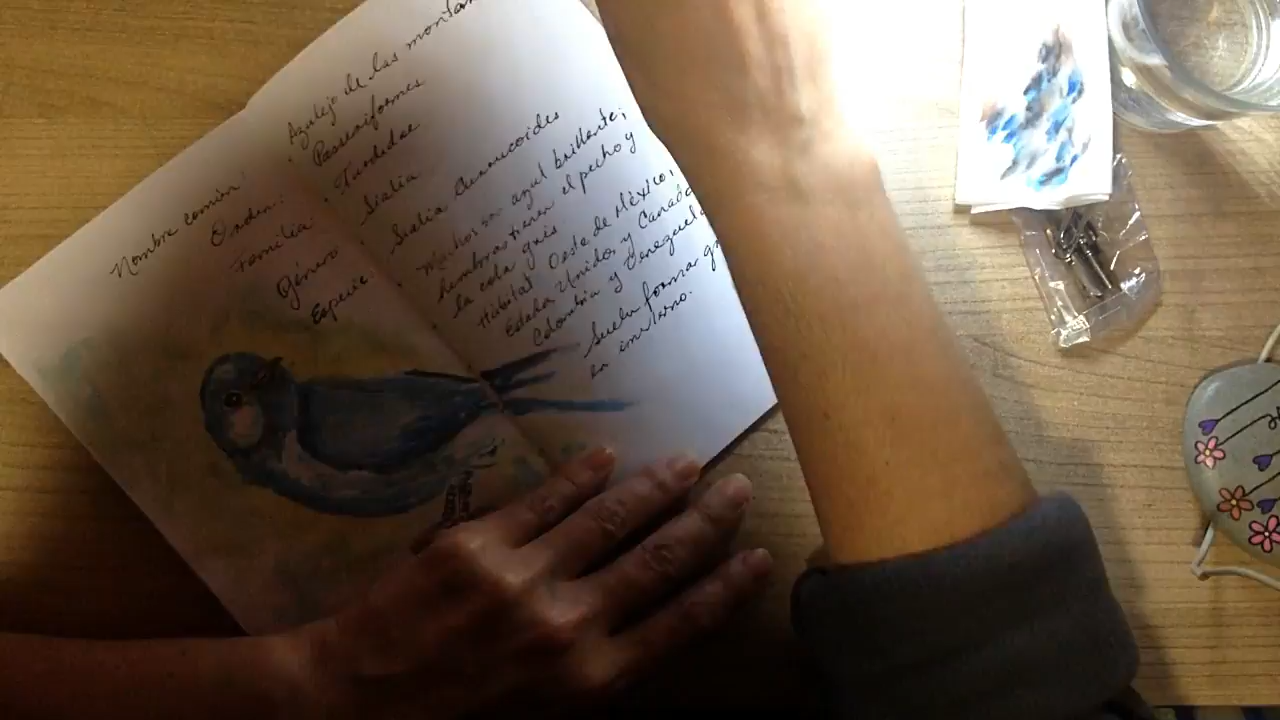 Nombre común: Azulejo de las montañ
Orden: Passeriformes
Familia Turdidae
Género Sialia
Especie Sialia Currucoides
Machos son azul brillante;
hembras tienen el pecho y
la cola gris
Hábitat Oeste de México,
Estados Unidos y Canadá
Colombia y Venezuela
Suelen formar
en invierno.